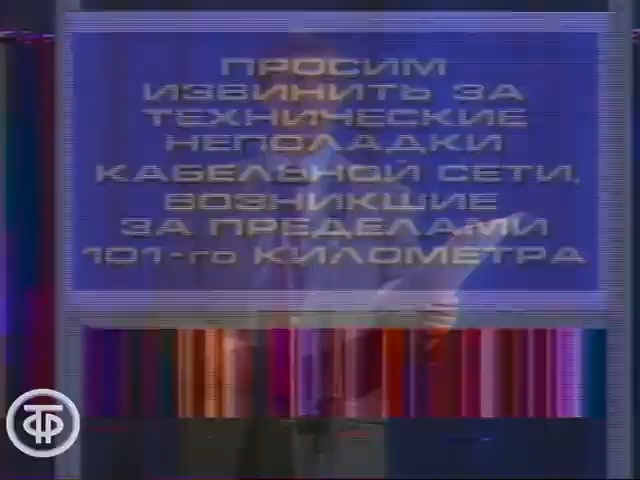 ПРОСИМ
ИЗВИНИТЬ ЗА
ТЕХНИЧЕСКИЕ
НЕПОЛАДКИ
КАБЕЛЬНОЙ СЕТИ,
ВОЗНИКШИЕ
ЗА ПРЕДЕЛАМИ
101-го КИЛОМЕТРА